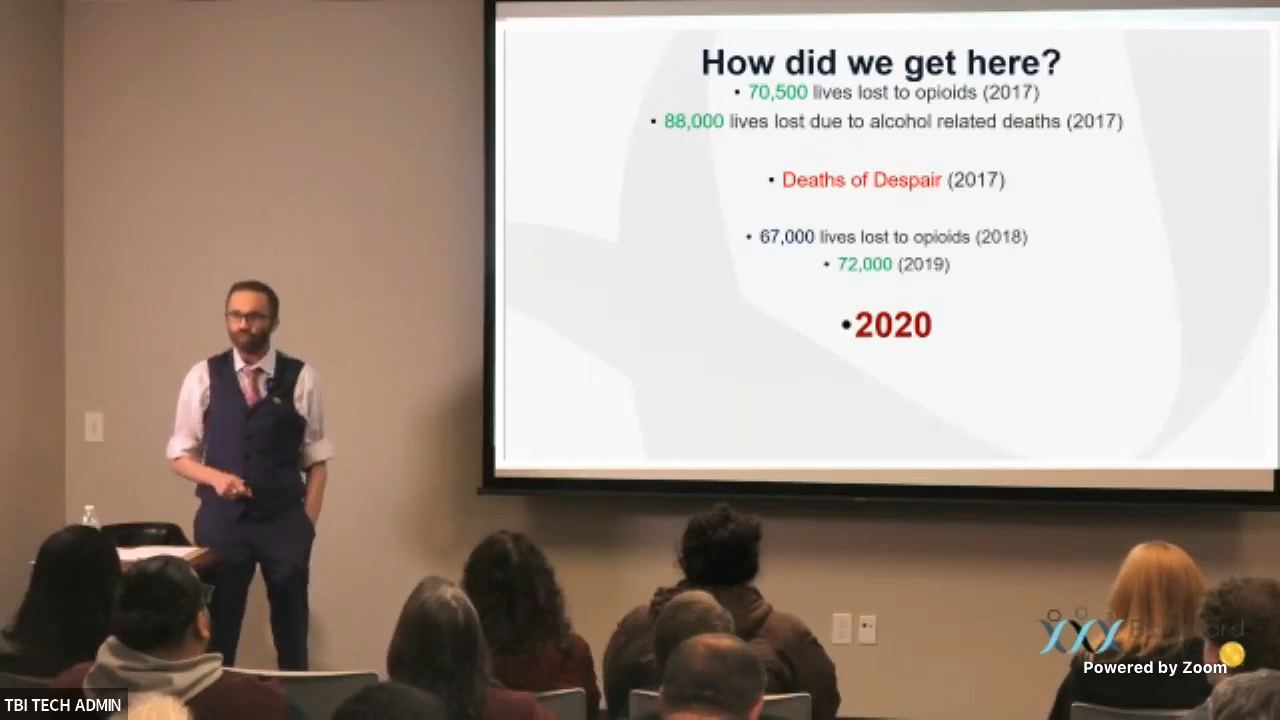 How did we get here?
• 70,500 lives lost to opioids (2017)
• 88,000 lives lost due to alcohol related deaths (2017)
• Deaths of Despair (2017)
• 67,000 lives lost to opioids (2018)
• 72,000 (2019)
•2020
Powered by Zoom
TBI TECH ADMIN